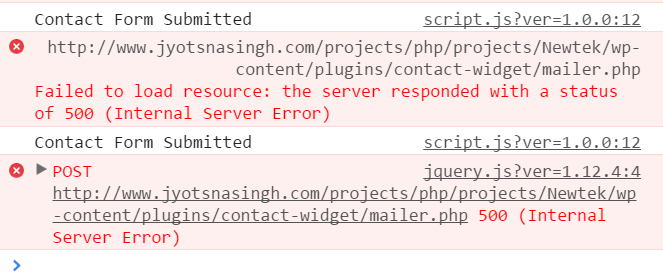 Contact Form Submitted script.js?ver=1.0.0:12
http://www.jyotsnasingh.com/projects/php/projects/Newtek/wp-
content/plugins/contact-widget/mailer.php
Failed to load resource: the server responded with a status
of 500 (Internal Server Error)
Contact Form Submitted script.js?ver=1.0.0:12
POST jquery.js?ver=1.12.4:4
http://www.jyotsnasingh.com/projects/php/projects/Newtek/wp
-content/plugins/contact-widget/mailer.php 500 (Internal
Server Error)